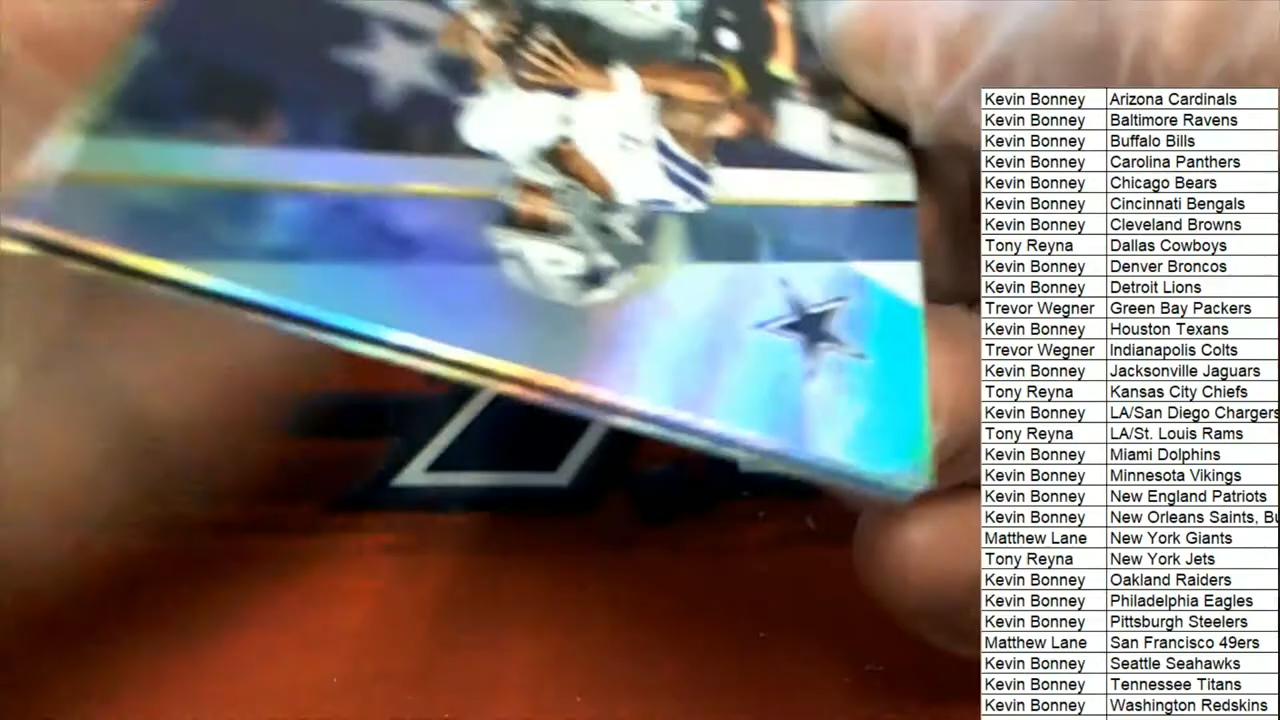 Kevin Bonney Arizona Cardinals
Kevin Bonney Baltimore Ravens
Kevin Bonney Buffalo Bills
Kevin Bonney Carolina Panthers
Kevin Bonney Chicago Bears
Kevin Bonney Cincinnati Bengals
Kevin Bonney Cleveland Browns
Tony Reyna Dallas Cowboys
Kevin Bonney Denver Broncos
Kevin Bonney Detroit Lions
Trevor Wegner Green Bay Packers
Kevin Bonney Houston Texans
Trevor Wegner Indianapolis Colts
Kevin Bonney Jacksonville Jaguars
Tony Reyna Kansas City Chiefs
Kevin Bonney LA/San Diego Chargers
Tony Reyna LA/St. Louis Rams
Kevin Bonney Miami Dolphins
Kevin Bonney Minnesota Vikings
Kevin Bonney New England Patriots
Kevin Bonney New Orleans Saints, Bu
Matthew Lane New York Giants
Tony Reyna New York Jets
Kevin Bonney Oakland Raiders
Kevin Bonney Philadelphia Eagles
Kevin Bonney Pittsburgh Steelers
Matthew Lane San Francisco 49ers
Kevin Bonney Seattle Seahawks
Kevin Bonney Tennessee Titans
Kevin Bonney Washington Redskins